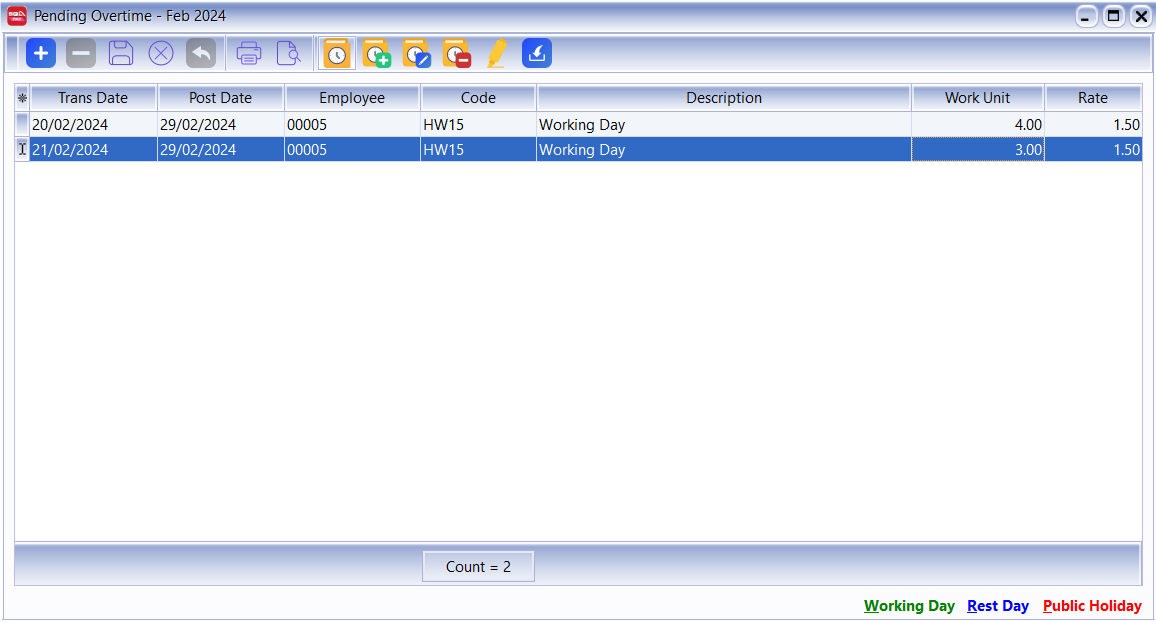 Pending Overtime - Feb 2024
Trans Date Post Date Employee Code Description Work Unit Rate
20/02/2024 29/02/2024 00005 HW15 Working Day 4.00 1.50
21/02/2024 29/02/2024 00005 HW15 Working Day 3.00 1.50
Count = 2
Working Day Rest Day Public Holiday